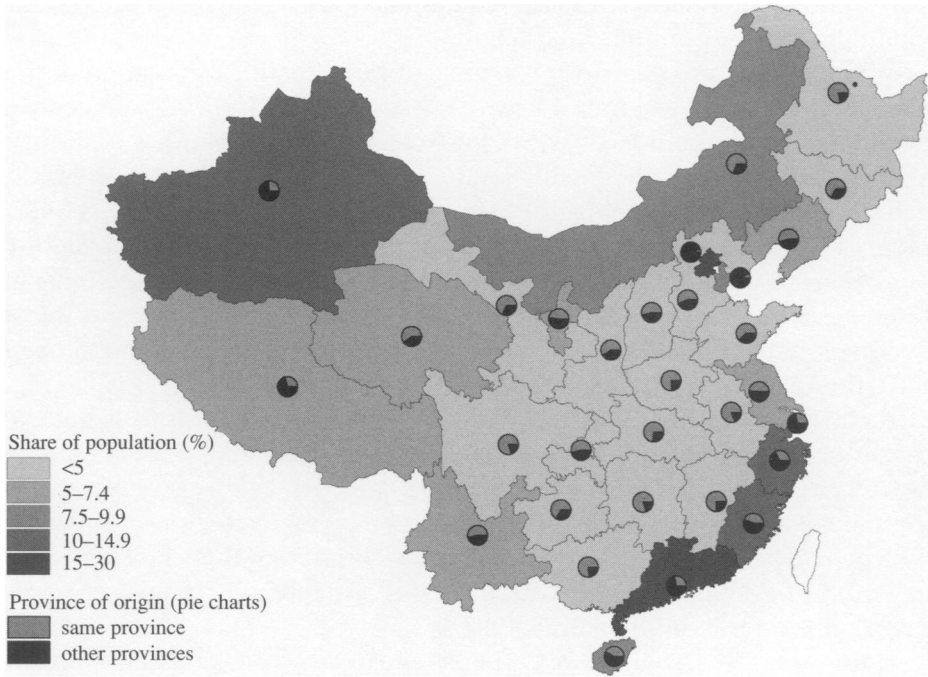 Share of population (%)
<5
5–7.4
7.5–9.9
10–14.9
15–30
Province of origin (pie charts)
same province
other provinces